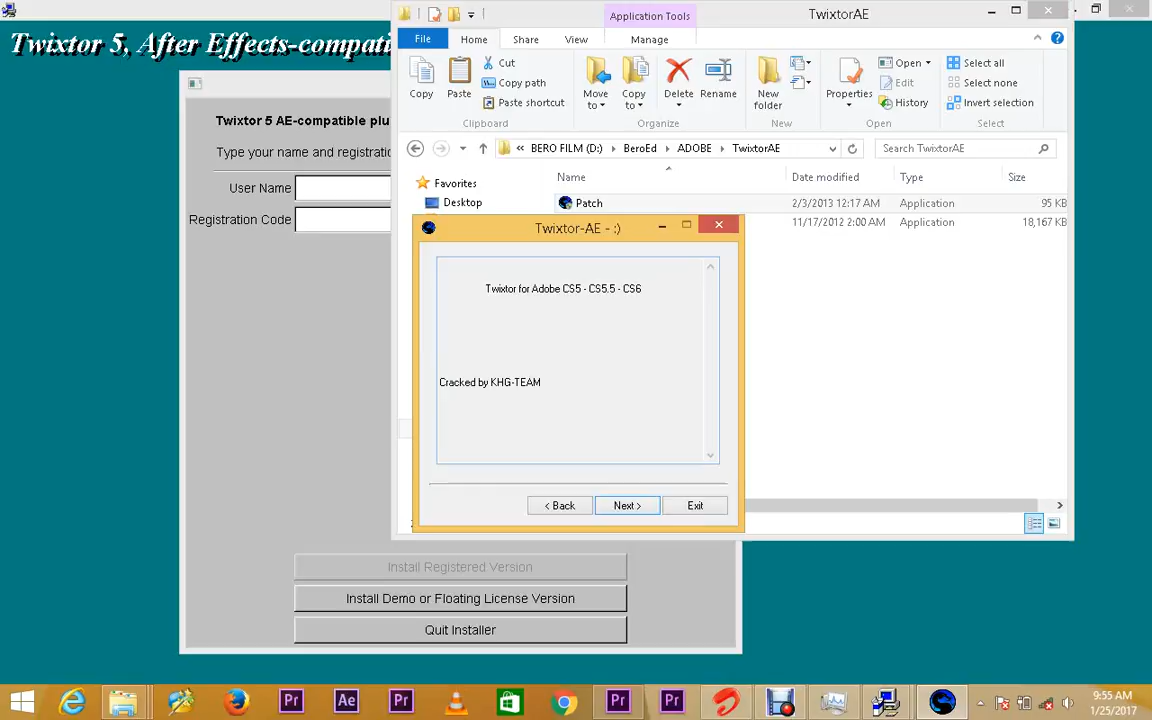 Twixtor 5, After Effects-compati
Application Tools
TwixtorAE
File
Home
Share
View
Manage
Copy
Paste
Cut
Copy path
Paste shortcut
Clipboard
Move to
Copy to
Delete
Rename
Organize
New folder
New
Properties
Open
Edit
History
Open
Select all
Select none
Invert selection
Select
« BERO FILM (D:) BeroEd ADOBE TwixtorAE
Search TwixtorAE
Favorites
Desktop
Name Date modified Type Size
Patch 2/3/2013 12:17 AM Application 95 KB
11/17/2012 2:00 AM Application 18,167 KB
Twixtor 5 AE-compatible plu
Type your name and registratio
User Name
Registration Code
Twixtor-AE - :)
Twixtor for Adobe CS5 - CS5.5 - CS6
Cracked by KHG-TEAM
< Back
Next >
Exit
Install Registered Version
Install Demo or Floating License Version
Quit Installer
Pr
Ae
Pr
Pr
Pr
9:55 AM
1/25/2017